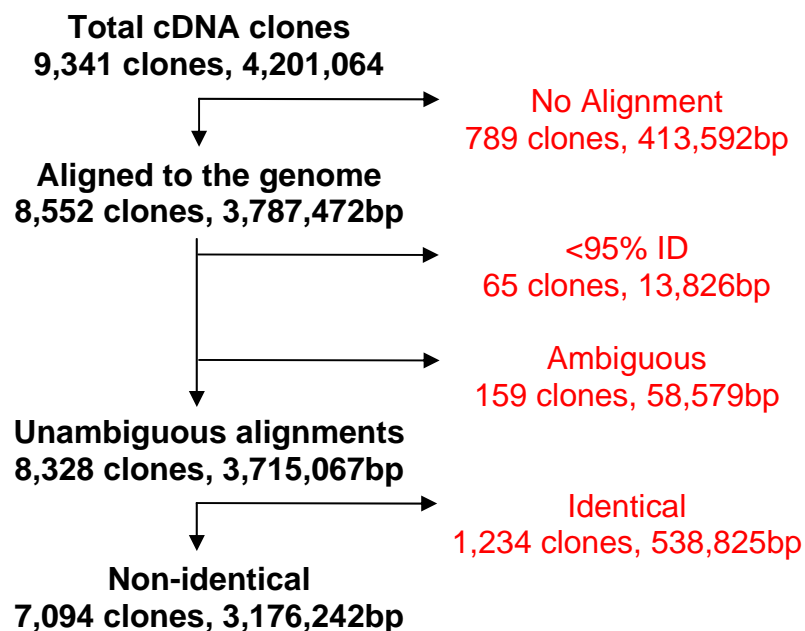 Total cDNA clones
9,341 clones, 4,201,064
No Alignment
789 clones, 413,592bp
Aligned to the genome
8,552 clones, 3,787,472bp
<95% ID
65 clones, 13,826bp
Ambiguous
159 clones, 58,579bp
Unambiguous alignments
8,328 clones, 3,715,067bp
Identical
1,234 clones, 538,825bp
Non-identical
7,094 clones, 3,176,242bp